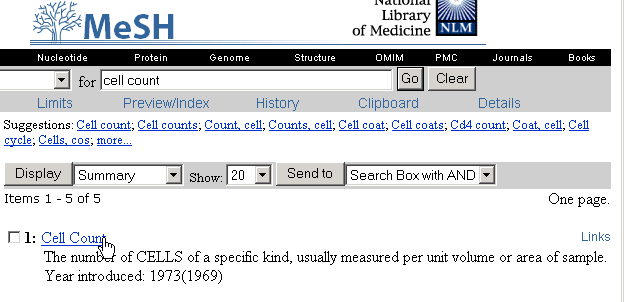 National
Library
of Medicine
NLM
MeSH
Nucleotide Protein Genome Structure OMIM PMC Journals Books
for cell count Go Clear
Limits Preview/Index History Clipboard Details
Suggestions: Cell count; Cell counts; Count, cell; Counts, cell; Cell coat; Cell coats; Cd4 count; Coat, cell; Cell
cycle; Cells, cos; more...
Display Summary Show: 20 Send to Search Box with AND
Items 1 - 5 of 5 One page.
1: Cell Count Links
The number of CELLS of a specific kind, usually measured per unit volume or area of sample.
Year introduced: 1973(1969)